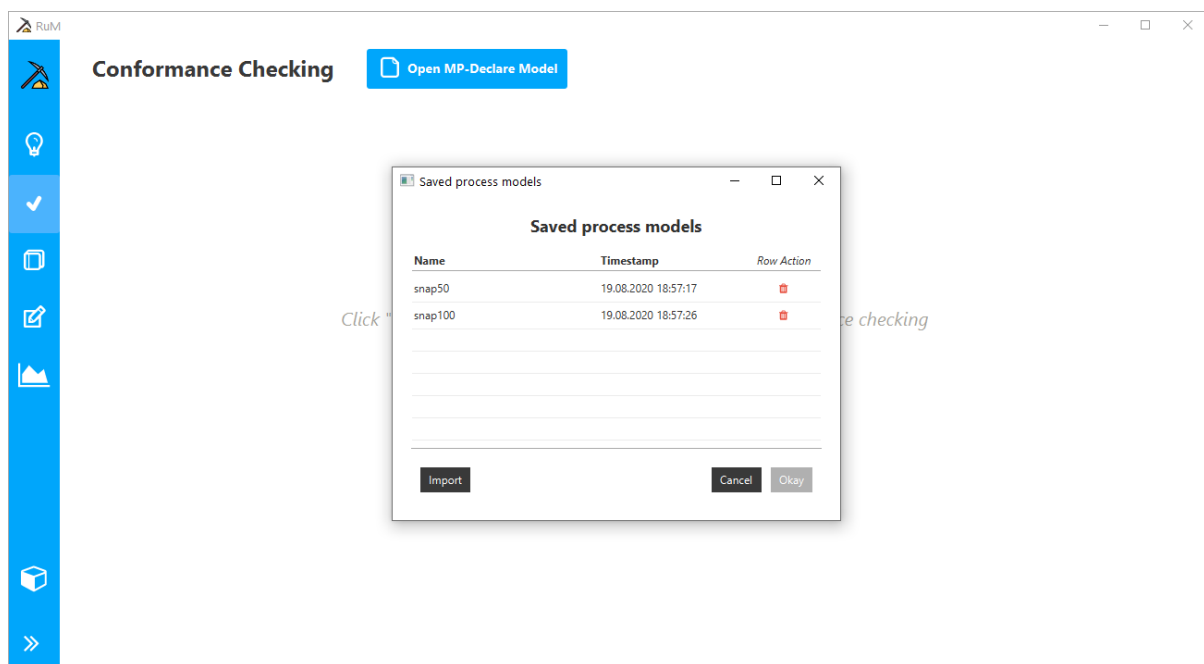 RuM
Conformance Checking
Open MP-Declare Model
Saved process models
Saved process models
Name Timestamp Row Action
snap50 19.08.2020 18:57:17
snap100 19.08.2020 18:57:26
Click " ce checking
Import Cancel Okay